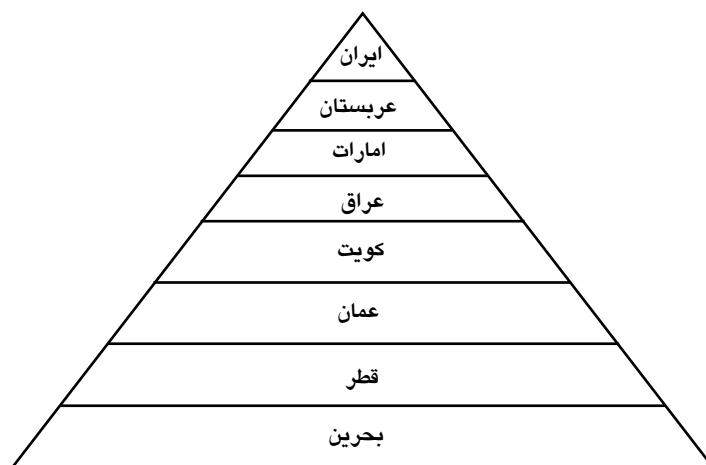 ایران
عربستان
امارات
عراق
کویت
عمان
قطر
بحرین